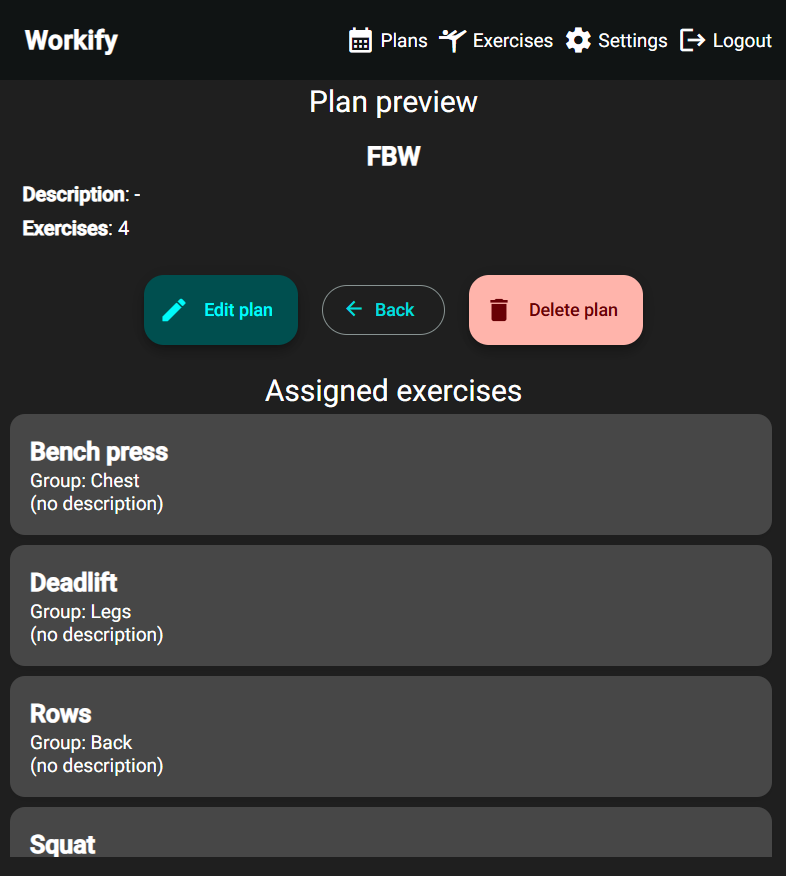 Workify Plans Exercises Settings Logout
Plan preview
FBW
Description: -
Exercises: 4
Edit plan Back Delete plan
Assigned exercises
Bench press
Group: Chest
(no description)
Deadlift
Group: Legs
(no description)
Rows
Group: Back
(no description)
Squat